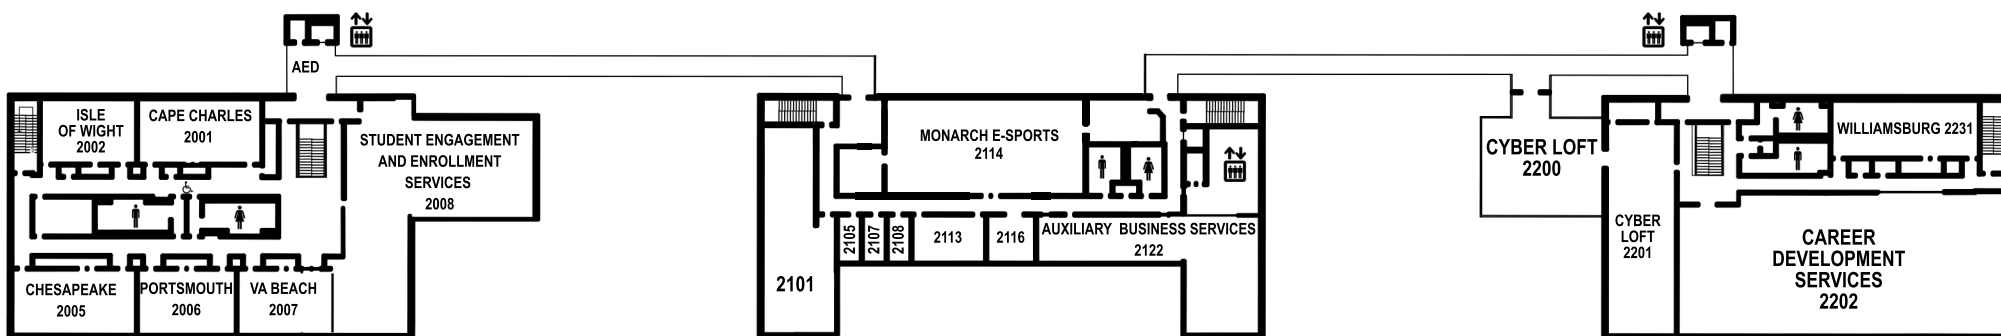 AED
ISLE
OF WIGHT
2002
CAPE CHARLES
2001
STUDENT ENGAGEMENT
AND ENROLLMENT
SERVICES
2008
CHESAPEAKE
2005
PORTSMOUTH
2006
VA BEACH
2007
MONARCH E-SPORTS
2114
2101
2105
2107
2108
2113
2116
AUXILIARY BUSINESS SERVICES
2122
CYBER LOFT
2200
CYBER
LOFT
2201
WILLIAMSBURG 2231
CAREER
DEVELOPMENT
SERVICES
2202